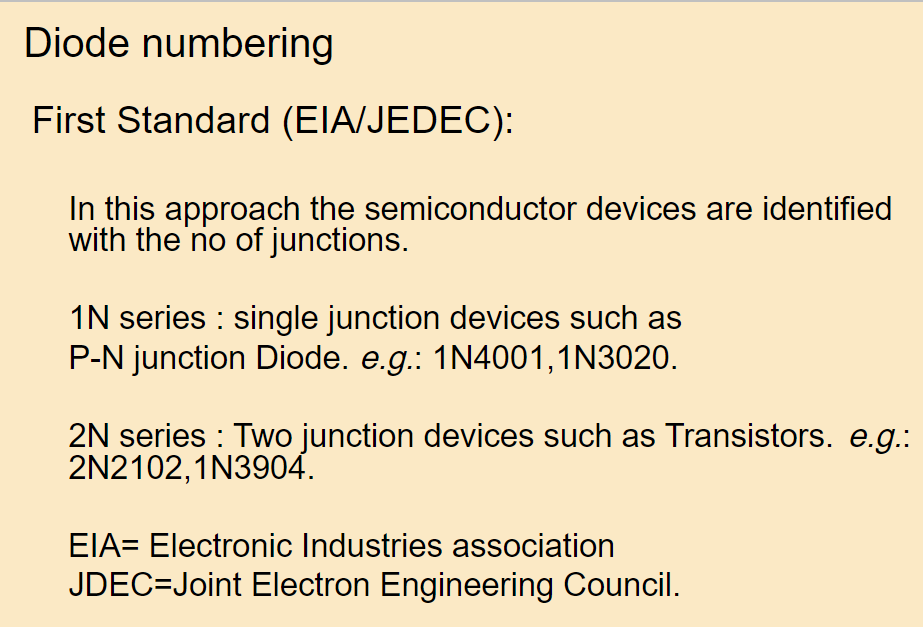 Diode numbering
First Standard (EIA/JEDEC):
In this approach the semiconductor devices are identified
with the no of junctions.
1N series : single junction devices such as
P-N junction Diode. e.g.: 1N4001,1N3020.
2N series : Two junction devices such as Transistors. e.g.:
2N2102,1N3904.
EIA= Electronic Industries association
JDEC=Joint Electron Engineering Council.